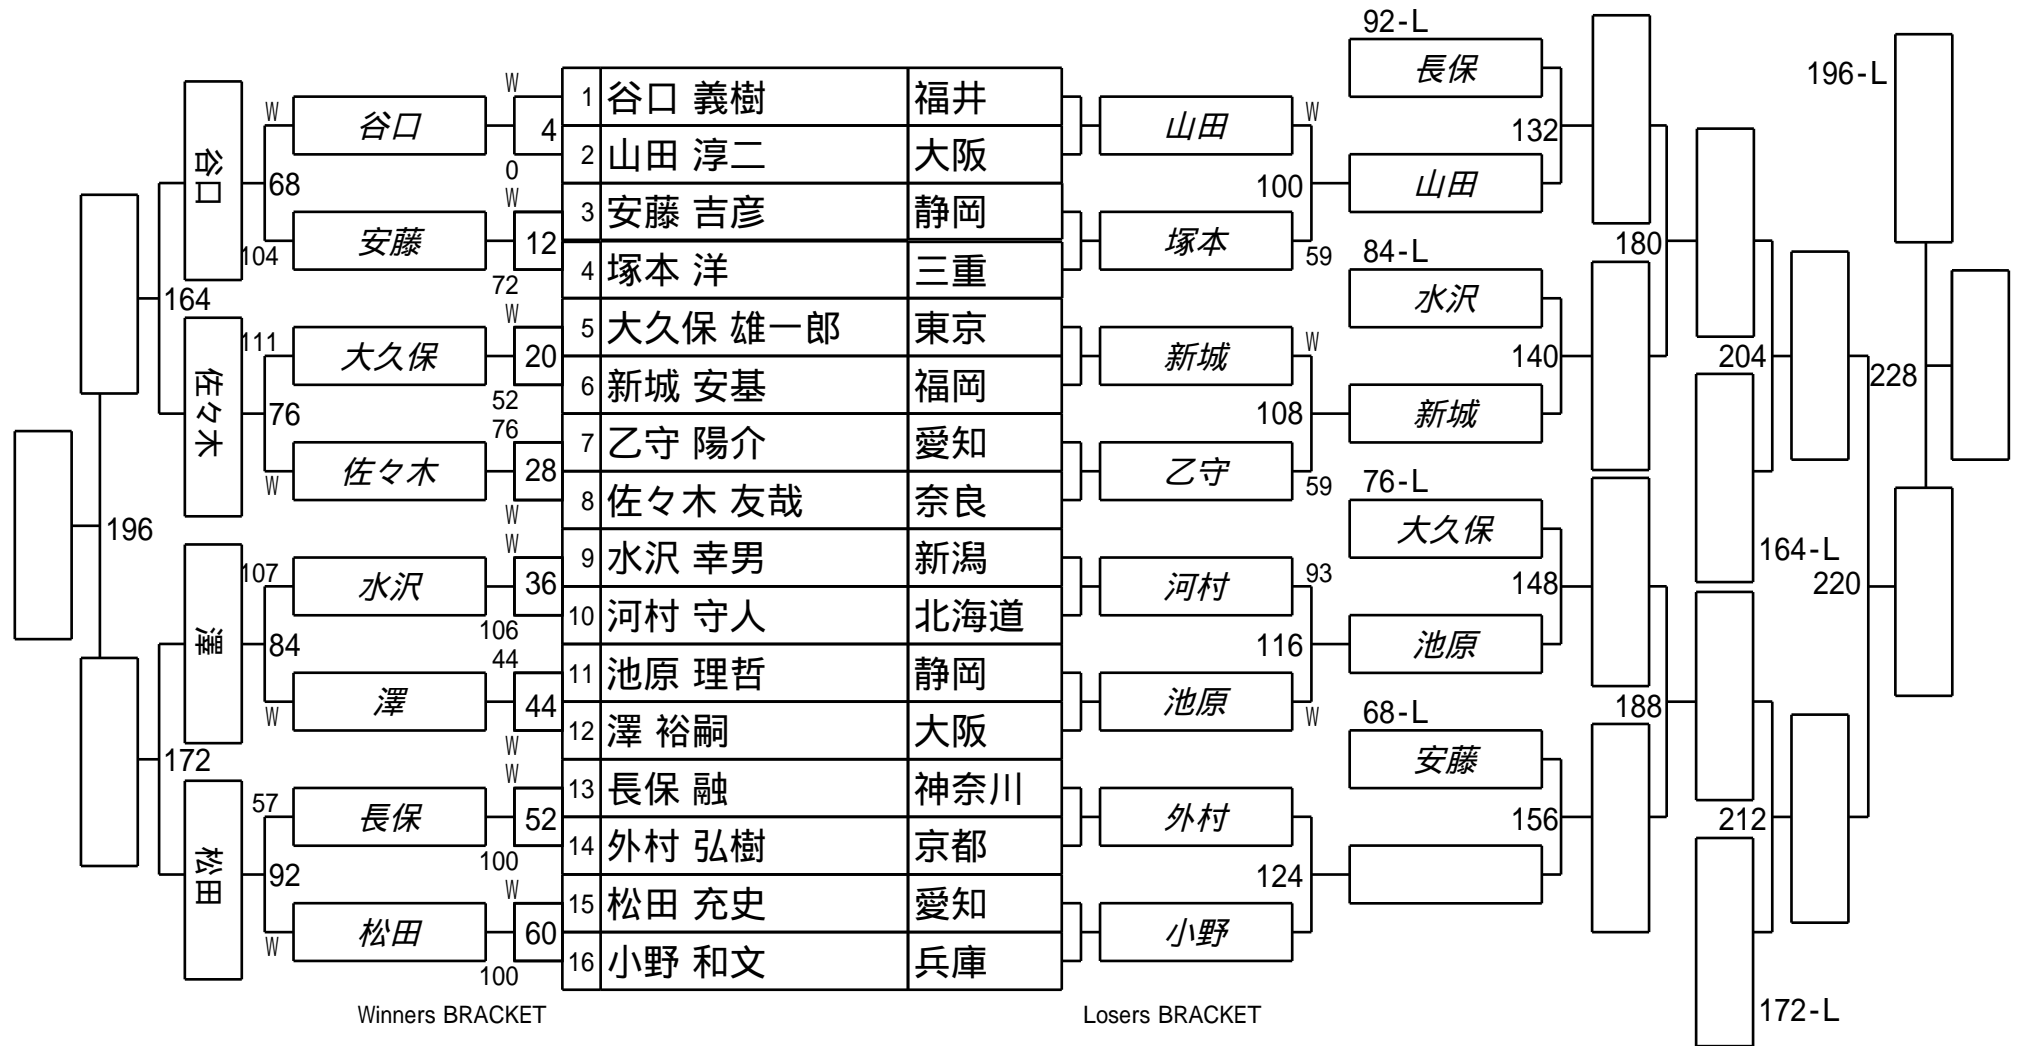 92-L
長保
196-L
W
1 谷口 義樹 福井
W
谷口
4
山田
W
132
谷口
2 山田 淳二 大阪
0
68
W
100
山田
3 安藤 吉彦 静岡
104
安藤
12
塚本
59
180
84-L
4 塚本 洋 三重
72
164
水沢
W
5 大久保 雄一郎 東京
111
大久保
20
新城
W
140
204
228
6 新城 安基 福岡
52
佐々木
76
76
108
新城
7 乙守 陽介 愛知
佐々木
28
乙守
59
76-L
W
8 佐々木 友哉 奈良
W
196
大久保
W
9 水沢 幸男 新潟
164-L
107
水沢
36
河村
93
148
220
10 河村 守人 北海道
106
澤
84
44
116
池原
11 池原 理哲 静岡
澤
44
池原
W
188
68-L
W
12 澤 裕嗣 大阪
W
172
安藤
W
13 長保 融 神奈川
57
長保
52
外村
156
212
14 外村 弘樹 京都
100
松田
92
W
124
15 松田 充史 愛知
松田
60
小野
W
16 小野 和文 兵庫
100
Winners BRACKET
Losers BRACKET
172-L